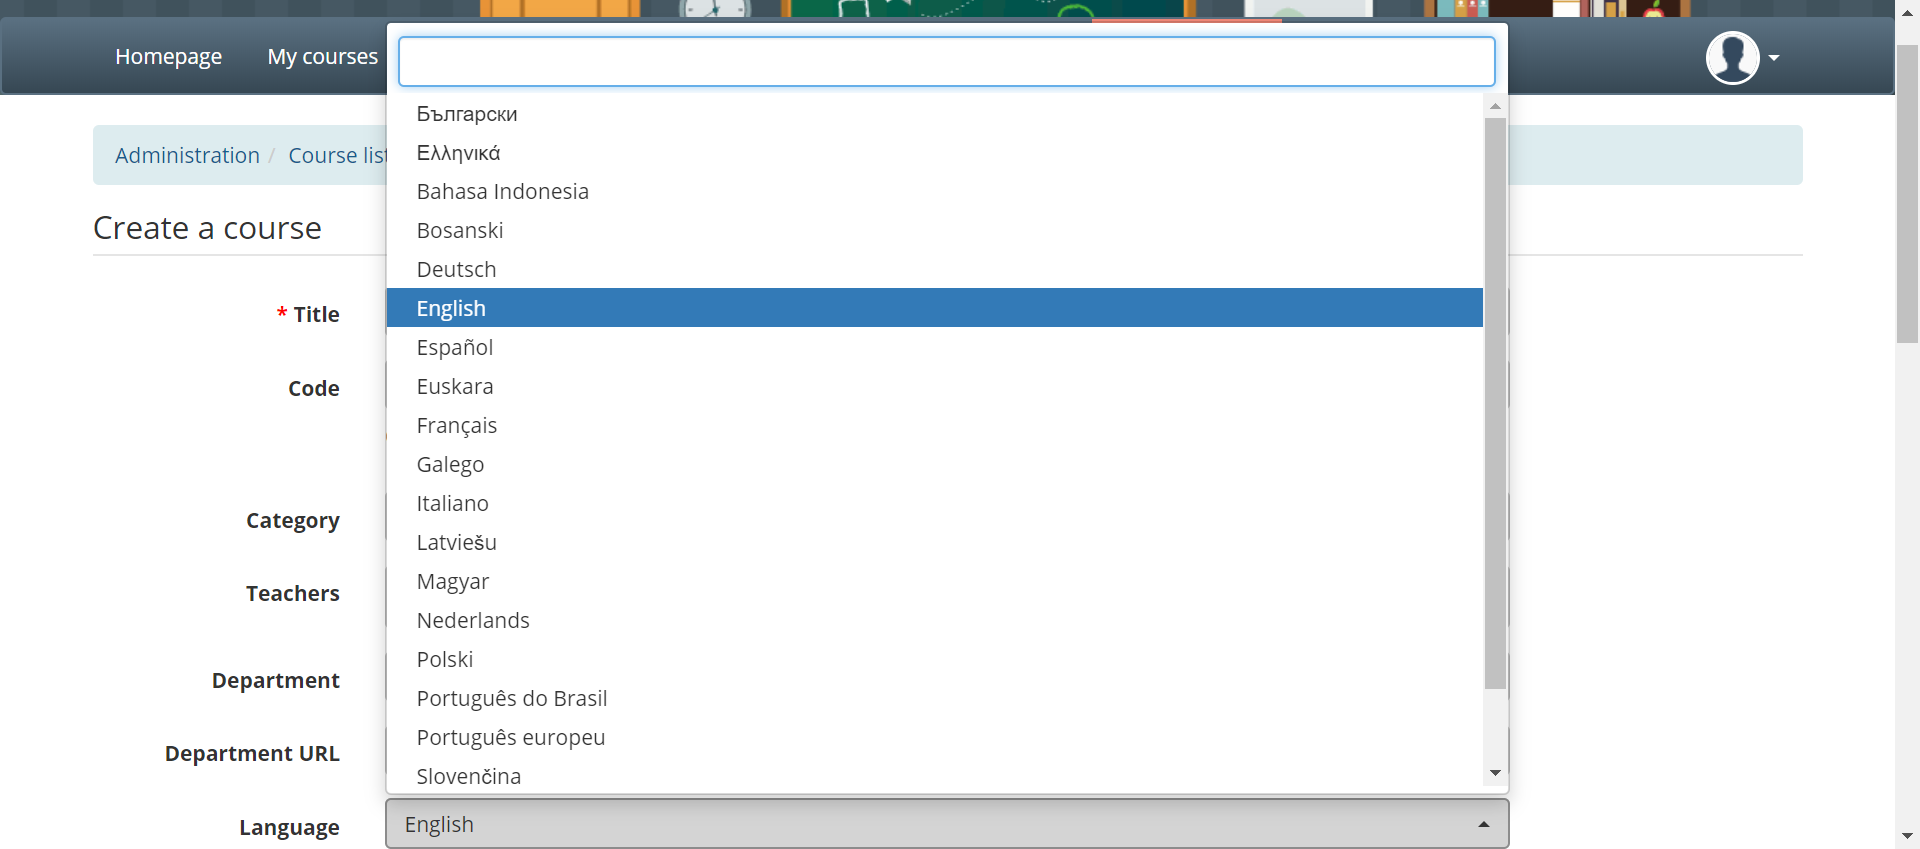 Homepage My courses
Administration / Course list
Create a course
* Title
Code
Category
Teachers
Department
Department URL
Language
Български
Ελληνικά
Bahasa Indonesia
Bosanski
Deutsch
English
Español
Euskara
Français
Galego
Italiano
Latviešu
Magyar
Nederlands
Polski
Português do Brasil
Português europeu
Slovenčina
English